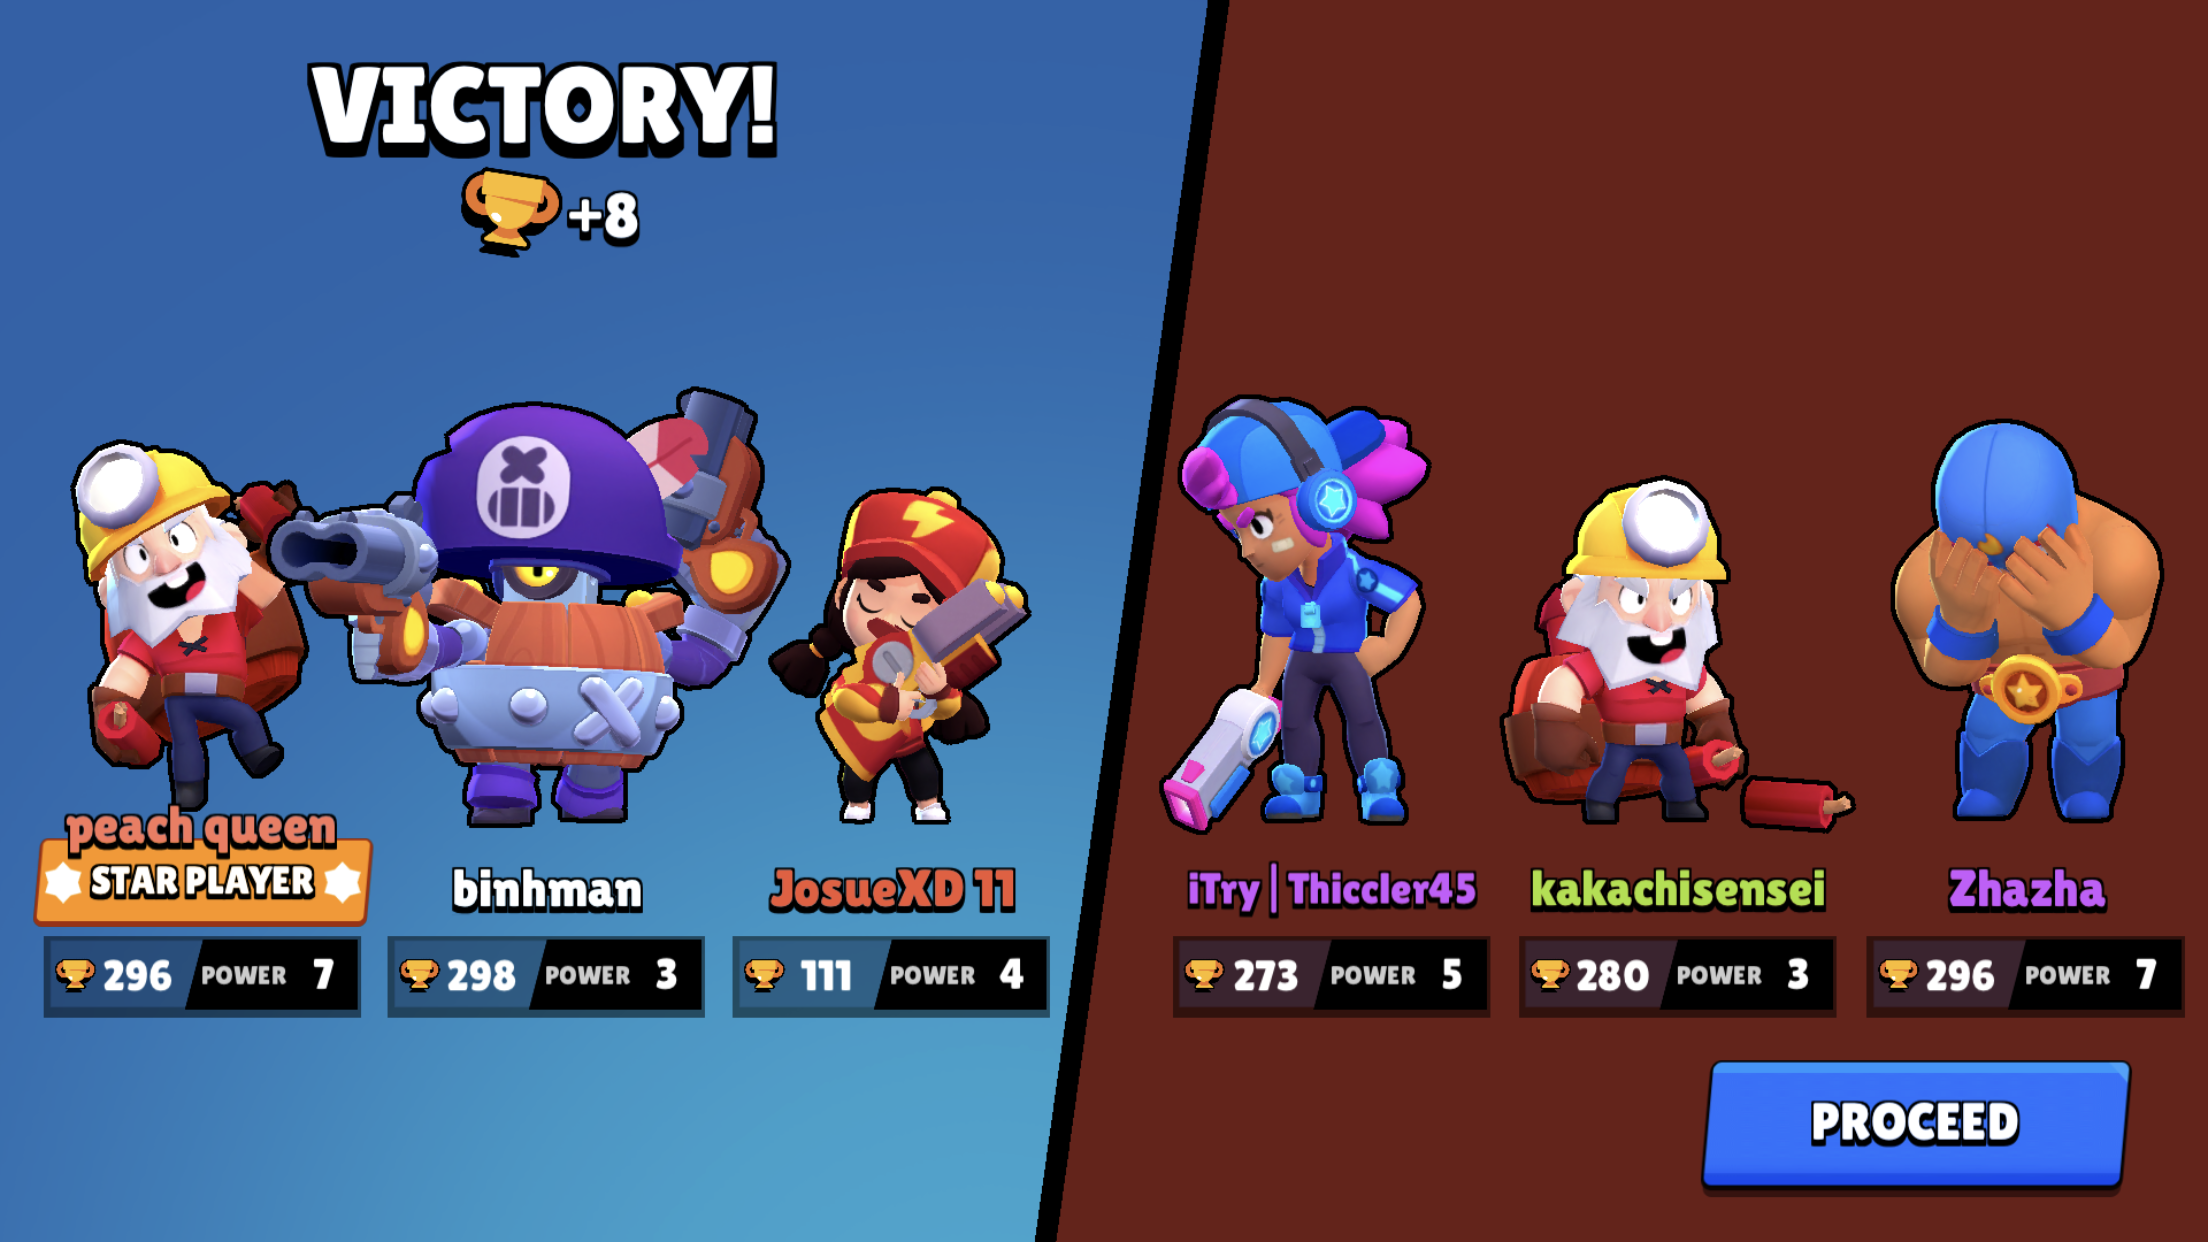 VICTORY!
+8
peach queen
STAR PLAYER
296 POWER 7
binhman
298 POWER 3
JosueXD 11
111 POWER 4
iTry | Thiccler45
273 POWER 5
kakachisensei
280 POWER 3
Zhazha
296 POWER 7
PROCEED